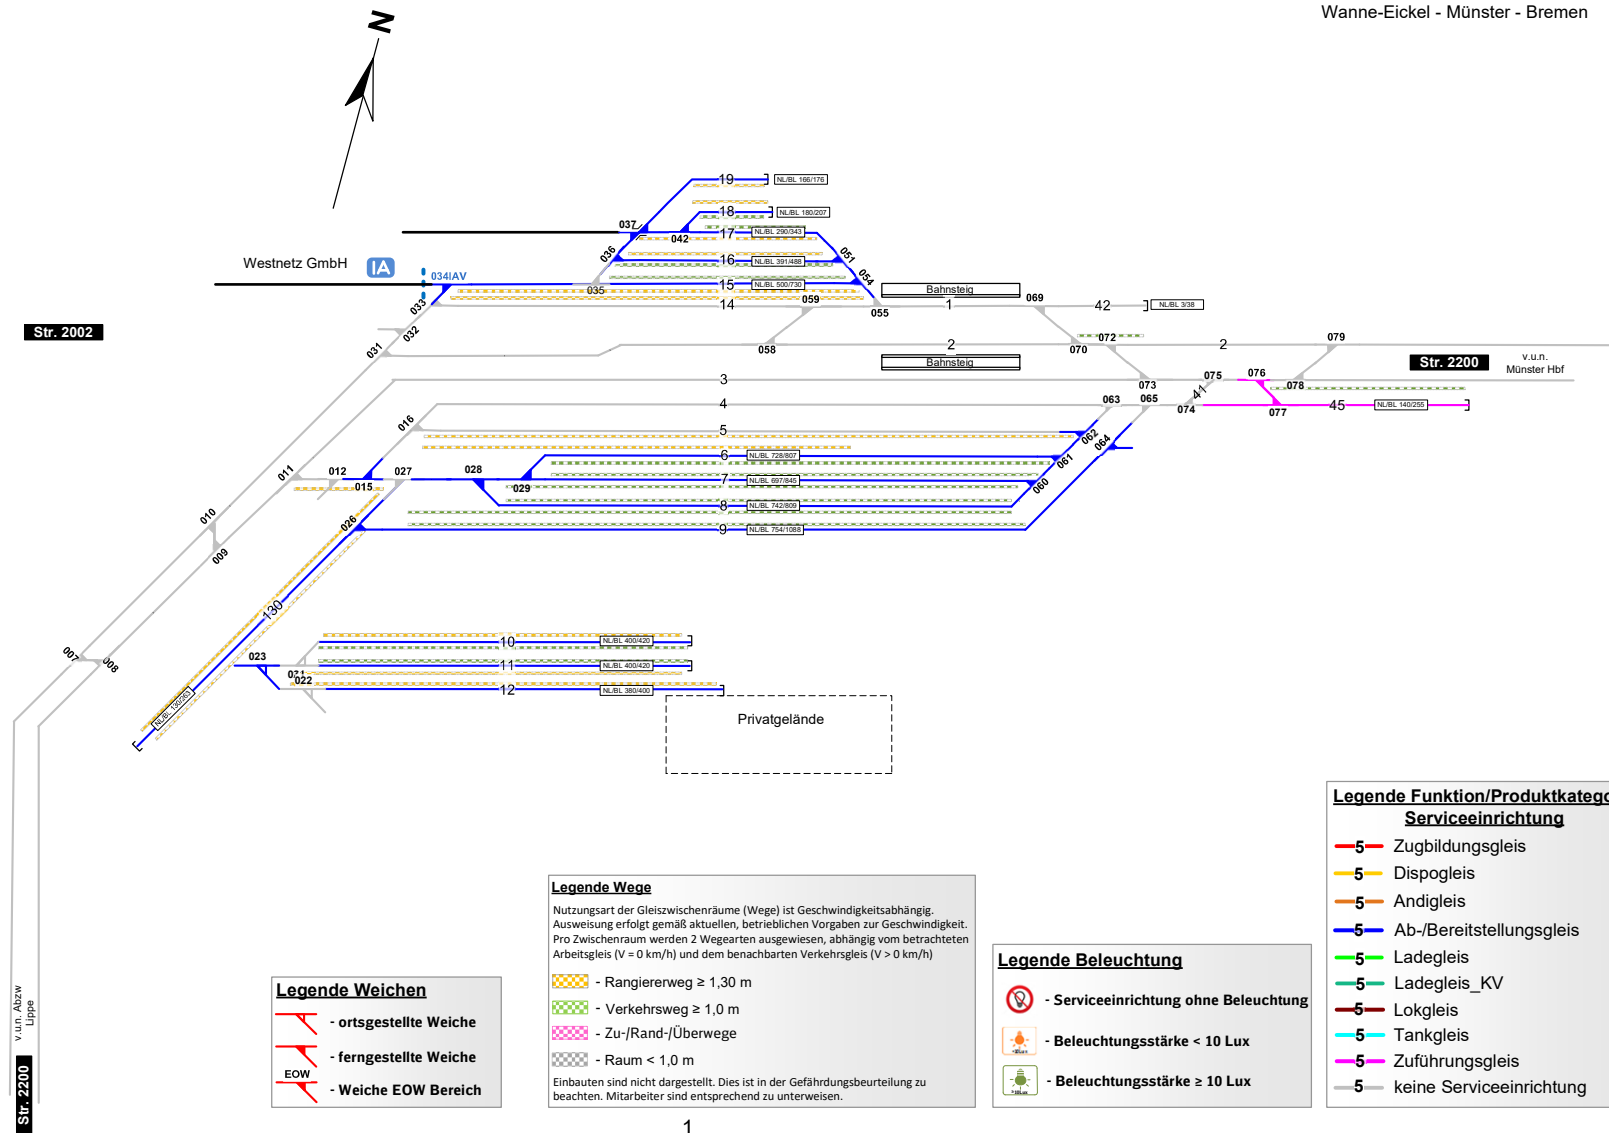 Wanne-Eickel - Münster - Bremen
N
19
NL/BL 166/176
18
NL/BL 180/207
037
042
17
NL/BL 290/343
036
16
NL/BL 391/488
051
Westnetz GmbH
IA
034IAV
035
15
NL/BL 500/730
054
Bahnsteig
033
14
059
055
1
069
42
NL/BL 3/38
Str. 2002
032
031
058
2
070
072
2
079
Bahnsteig
Str. 2200
v.u.n.
Münster Hbf
3
073
075
076
078
41
4
063
065
074
077
45
NL/BL 140/255
016
5
062
064
6
NL/BL 728/807
061
011
012
015
027
028
029
7
NL/BL 697/845
060
8
NL/BL 742/809
010
026
9
NL/BL 754/1088
009
130
10
NL/BL 400/420
007
008
023
021
11
NL/BL 400/420
022
12
NL/BL 380/400
NL/BL 130/263
Privatgelände
v.u.n. Abzw
Lippe
Str. 2200
Legende Weichen
- ortsgestellte Weiche
- ferngestellte Weiche
EOW
- Weiche EOW Bereich
Legende Wege
Nutzungsart der Gleiszwischenräume (Wege) ist Geschwindigkeitsabhängig.
Ausweisung erfolgt gemäß aktuellen, betrieblichen Vorgaben zur Geschwindigkeit.
Pro Zwischenraum werden 2 Wegearten ausgewiesen, abhängig vom betrachteten
Arbeitsgleis (V = 0 km/h) und dem benachbarten Verkehrsgleis (V > 0 km/h)
- Rangiererweg ≥ 1,30 m
- Verkehrsweg ≥ 1,0 m
- Zu-/Rand-/Überwege
- Raum < 1,0 m
Einbauten sind nicht dargestellt. Dies ist in der Gefährdungsbeurteilung zu
beachten. Mitarbeiter sind entsprechend zu unterweisen.
Legende Beleuchtung
- Serviceeinrichtung ohne Beleuchtung
- Beleuchtungsstärke < 10 Lux
- Beleuchtungsstärke ≥ 10 Lux
Legende Funktion/Produktkatego
Serviceeinrichtung
5 Zugbildungsgleis
5 Dispogleis
5 Andigleis
5 Ab-/Bereitstellungsgleis
5 Ladegleis
5 Ladegleis_KV
5 Lokgleis
5 Tankgleis
5 Zuführungsgleis
5 keine Serviceeinrichtung
1